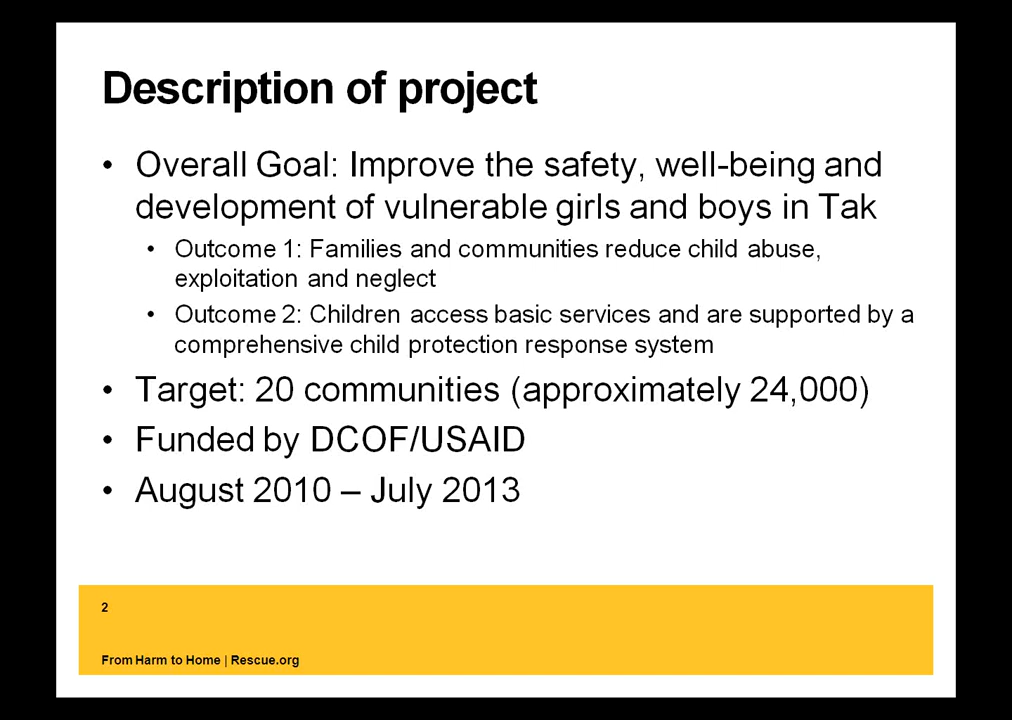 Description of project
• Overall Goal: Improve the safety, well-being and
development of vulnerable girls and boys in Tak
• Outcome 1: Families and communities reduce child abuse,
exploitation and neglect
• Outcome 2: Children access basic services and are supported by a
comprehensive child protection response system
• Target: 20 communities (approximately 24,000)
• Funded by DCOF/USAID
• August 2010 – July 2013
2
From Harm to Home | Rescue.org